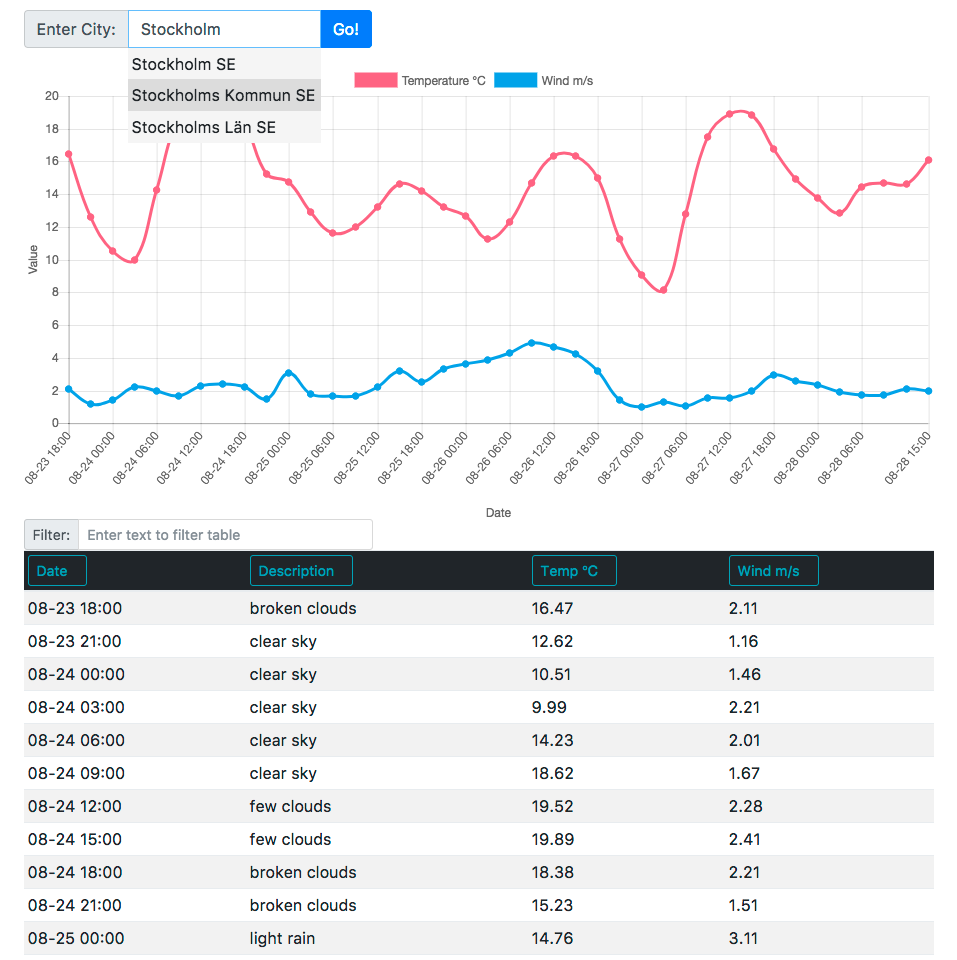 Enter City: Stockholm Go!
Stockholm SE
Stockholms Kommun SE
Stockholms Län SE
Temperature °C Wind m/s
20
18
16
14
12
10
8
6
4
2
0
Value
08-23 18:00 08-24 00:00 08-24 06:00 08-24 12:00 08-24 18:00 08-25 00:00 08-25 06:00 08-25 12:00 08-25 18:00 08-26 00:00 08-26 06:00 08-26 12:00 08-26 18:00 08-27 00:00 08-27 06:00 08-27 12:00 08-27 18:00 08-28 00:00 08-28 06:00 08-28 15:00
Date
Filter: Enter text to filter table
Date Description Temp °C Wind m/s
08-23 18:00 broken clouds 16.47 2.11
08-23 21:00 clear sky 12.62 1.16
08-24 00:00 clear sky 10.51 1.46
08-24 03:00 clear sky 9.99 2.21
08-24 06:00 clear sky 14.23 2.01
08-24 09:00 clear sky 18.62 1.67
08-24 12:00 few clouds 19.52 2.28
08-24 15:00 few clouds 19.89 2.41
08-24 18:00 broken clouds 18.38 2.21
08-24 21:00 broken clouds 15.23 1.51
08-25 00:00 light rain 14.76 3.11